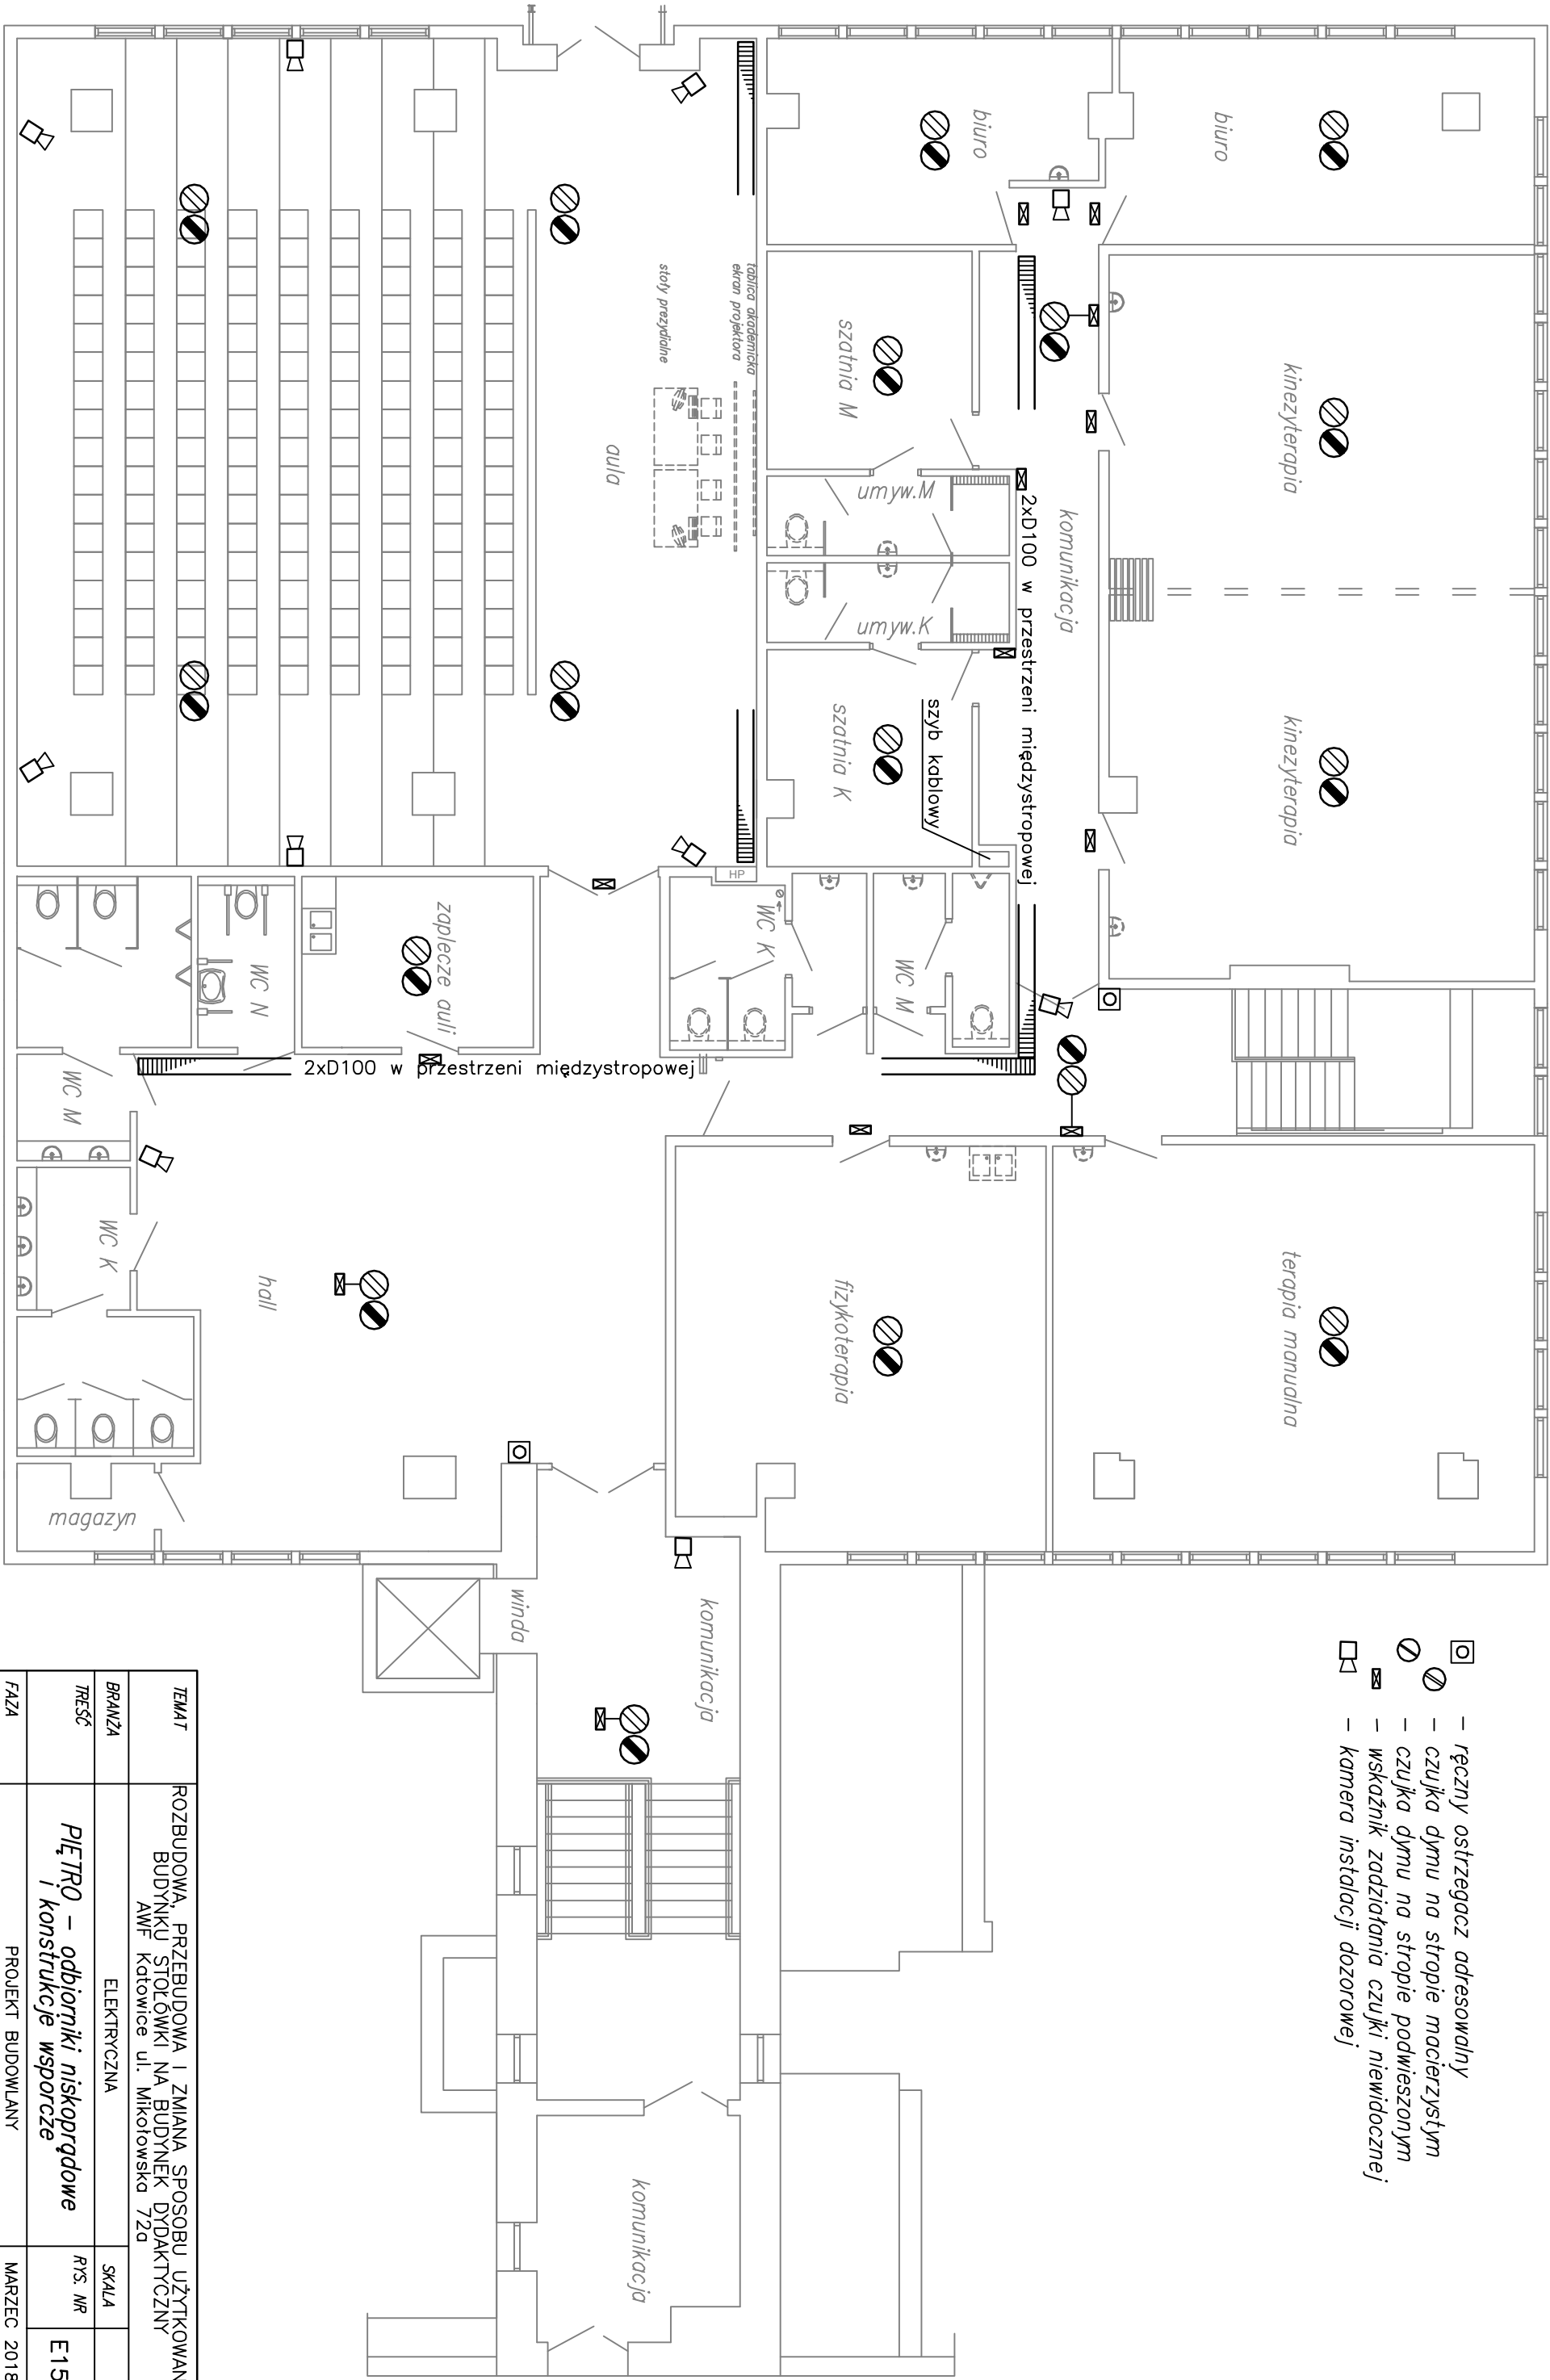 biuro
biuro
kinezyterapia
kinezyterapia
terapia manualna
szatnia M
umyw.M
umyw.K
szatnia K
komunikacja
2xD100 w przestrzeni międzystropowej
szyb kablowy
tablica akademicka
ekran projektora
stoły prezydialne
aula
HP
WC K
WC M
zaplecze auli
WC N
2xD100 w przestrzeni międzystropowej
WC M
WC K
hall
fizykoterapia
magazyn
winda
komunikacja
komunikacja
– ręczny ostrzegacz adresowalny
– czujka dymu na stropie macierzystym
– czujka dymu na stropie podwieszonym
– wskaźnik zadziałania czujki niewidocznej
– kamera instalacji dozorowej
TEMAT
ROZBUDOWA, PRZEBUDOWA I ZMIANA SPOSOBU UŻYTKOWAN
BUDYNKU STOŁÓWKI NA BUDYNEK DYDAKTYCZNY
AWF Katowice ul. Mikołowska 72a
BRANŻA
ELEKTRYCZNA
SKALA
TREŚĆ
PIĘTRO – odbiorniki niskoprądowe
i konstrukcje wsporcze
RYS. NR
E15
FAZA
PROJEKT BUDOWLANY
MARZEC 2018